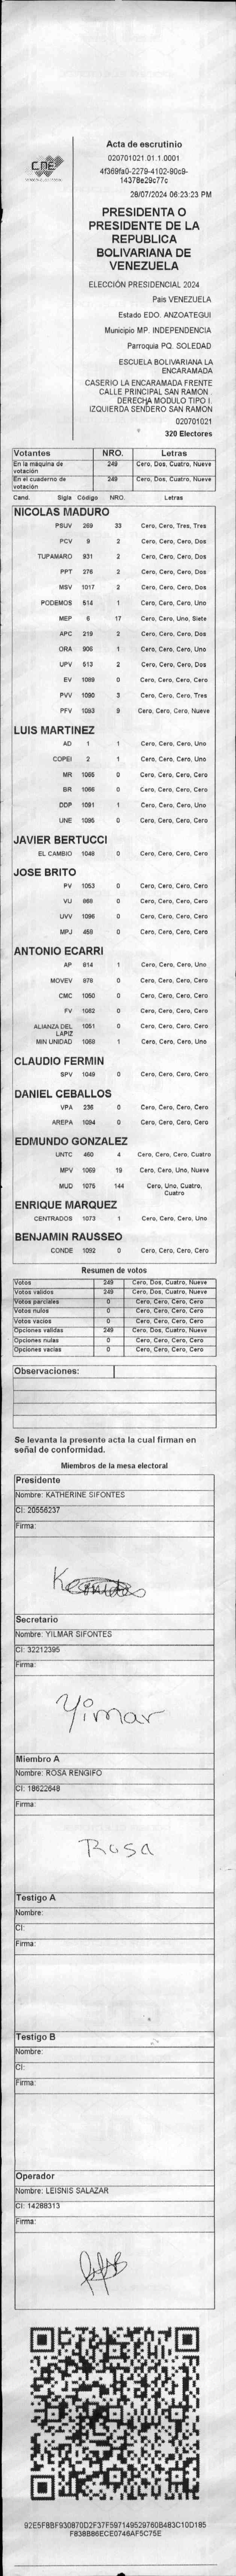 CNE
Acta de escrutinio
020701021.01.1.0001
4f369fa0-2279-4102-90c9-
14378e29c77c
28/07/2024 06:23:23 PM
PRESIDENTA O
PRESIDENTE DE LA
REPUBLICA
BOLIVARIANA DE
VENEZUELA
ELECCIÓN PRESIDENCIAL 2024
País VENEZUELA
Estado EDO. ANZOATEGUI
Municipio MP. INDEPENDENCIA
Parroquia PQ. SOLEDAD
ESCUELA BOLIVARIANA LA
ENCARAMADA
CASERIO LA ENCARAMADA FRENTE
CALLE PRINCIPAL SAN RAMON .
DERECHA MODULO TIPO I.
IZQUIERDA SENDERO SAN RAMON
020701021
320 Electores
Votantes NRO. Letras
En la máquina de votación 249 Cero, Dos, Cuatro, Nueve
En el cuaderno de votación 249 Cero, Dos, Cuatro, Nueve
Cand. Sigla Código NRO. Letras
NICOLAS MADURO
PSUV 269 33 Cero, Cero, Tres, Tres
PCV 9 2 Cero, Cero, Cero, Dos
TUPAMARO 931 2 Cero, Cero, Cero, Dos
PPT 276 2 Cero, Cero, Cero, Dos
MSV 1017 2 Cero, Cero, Cero, Dos
PODEMOS 514 1 Cero, Cero, Cero, Uno
MEP 6 17 Cero, Cero, Uno, Siete
APC 219 2 Cero, Cero, Cero, Dos
ORA 906 1 Cero, Cero, Cero, Uno
UPV 513 2 Cero, Cero, Cero, Dos
EV 1089 0 Cero, Cero, Cero, Cero
PVV 1090 3 Cero, Cero, Cero, Tres
PFV 1093 9 Cero, Cero, Cero, Nueve
LUIS MARTINEZ
AD 1 1 Cero, Cero, Cero, Uno
COPEI 2 1 Cero, Cero, Cero, Uno
MR 1065 0 Cero, Cero, Cero, Cero
BR 1066 0 Cero, Cero, Cero, Cero
DDP 1091 1 Cero, Cero, Cero, Uno
UNE 1095 0 Cero, Cero, Cero, Cero
JAVIER BERTUCCI
EL CAMBIO 1048 0 Cero, Cero, Cero, Cero
JOSE BRITO
PV 1053 0 Cero, Cero, Cero, Cero
VU 868 0 Cero, Cero, Cero, Cero
UVV 1096 0 Cero, Cero, Cero, Cero
MPJ 458 0 Cero, Cero, Cero, Cero
ANTONIO ECARRI
AP 814 1 Cero, Cero, Cero, Uno
MOVEV 878 0 Cero, Cero, Cero, Cero
CMC 1050 0 Cero, Cero, Cero, Cero
FV 1052 0 Cero, Cero, Cero, Cero
ALIANZA DEL LAPIZ 1051 0 Cero, Cero, Cero, Cero
MIN UNIDAD 1068 1 Cero, Cero, Cero, Uno
CLAUDIO FERMIN
SPV 1049 0 Cero, Cero, Cero, Cero
DANIEL CEBALLOS
VPA 236 0 Cero, Cero, Cero, Cero
AREPA 1094 0 Cero, Cero, Cero, Cero
EDMUNDO GONZALEZ
UNTC 460 4 Cero, Cero, Cero, Cuatro
MPV 1069 19 Cero, Cero, Uno, Nueve
MUD 1075 144 Cero, Uno, Cuatro, Cuatro
ENRIQUE MARQUEZ
CENTRADOS 1073 1 Cero, Cero, Cero, Uno
BENJAMIN RAUSSEO
CONDE 1092 0 Cero, Cero, Cero, Cero
Resumen de votos
Votos 249 Cero, Dos, Cuatro, Nueve
Votos validos 249 Cero, Dos, Cuatro, Nueve
Votos parciales 0 Cero, Cero, Cero, Cero
Votos nulos 0 Cero, Cero, Cero, Cero
Votos vacíos 0 Cero, Cero, Cero, Cero
Opciones validas 249 Cero, Dos, Cuatro, Nueve
Opciones nulas 0 Cero, Cero, Cero, Cero
Opciones vacías 0 Cero, Cero, Cero, Cero
Observaciones:
Se levanta la presente acta la cual firman en
señal de conformidad.
Miembros de la mesa electoral
Presidente
Nombre: KATHERINE SIFONTES
CI: 20556237
Firma:
Secretario
Nombre: YILMAR SIFONTES
CI: 32212395
Firma:
Yimar
Miembro A
Nombre: ROSA RENGIFO
CI: 18622648
Firma:
Rosa
Testigo A
Nombre:
CI:
Firma:
Testigo B
Nombre:
CI:
Firma:
Operador
Nombre: LEISNIS SALAZAR
CI: 14288313
Firma:
92E5F8BF930870D2F37F597149529760B483C10D185
F838B86ECE0746AF5C75E